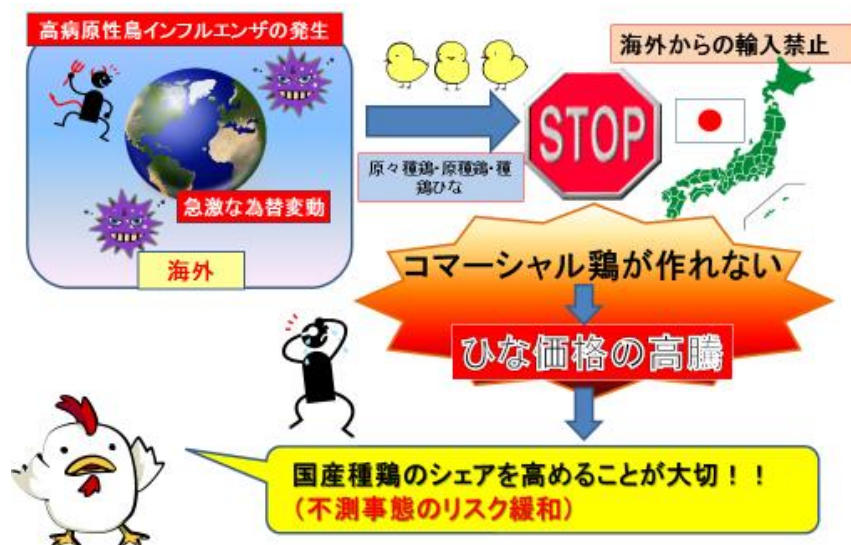 高病原性鳥インフルエンザの発生
海外からの輸入禁止
STOP
原々種鶏・原種鶏・種
鶏ひな
急激な為替変動
海外
コマーシャル鶏が作れない
ひな価格の高騰
国産種鶏のシェアを高めることが大切！！
（不測事態のリスク緩和）